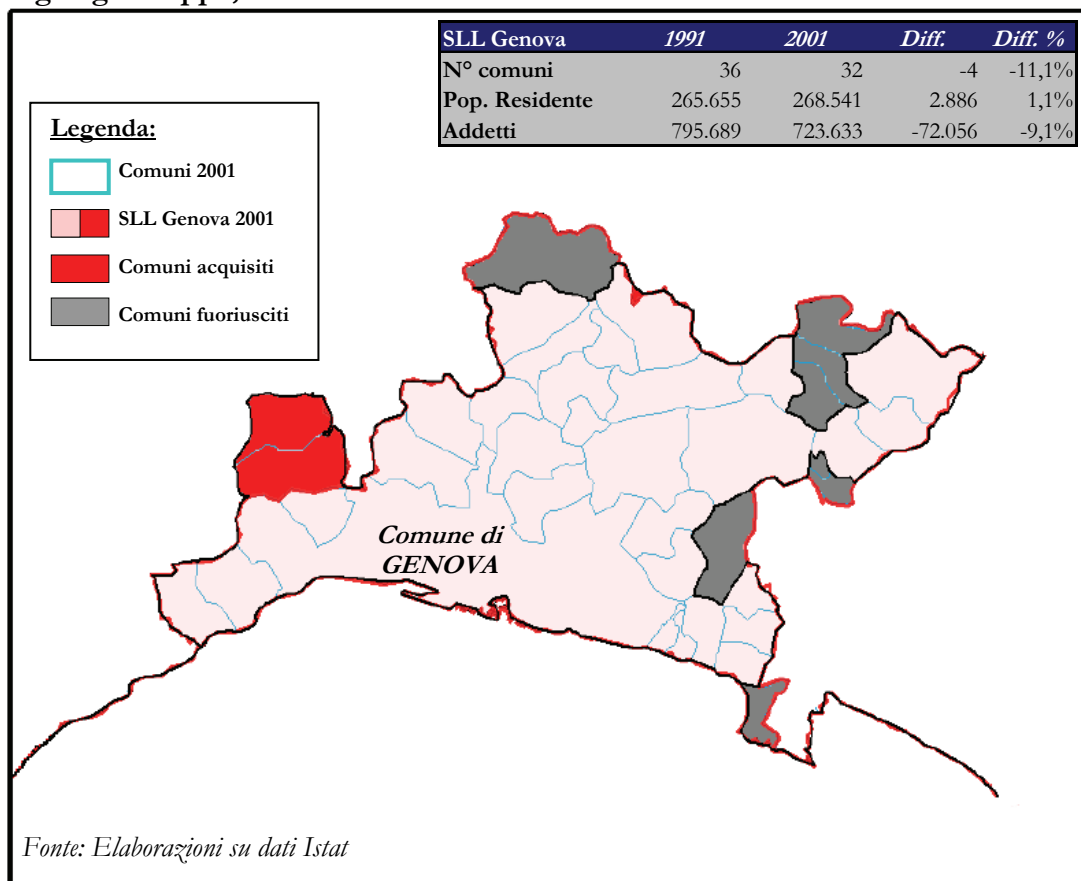 SLL Genova 1991 2001 Diff. Diff. %
N° comuni 36 32 -4 -11,1%
Pop. Residente 265.655 268.541 2.886 1,1%
Addetti 795.689 723.633 -72.056 -9,1%
Legenda:
Comuni 2001
SLL Genova 2001
Comuni acquisiti
Comuni fuoriusciti
Comune di
GENOVA
Fonte: Elaborazioni su dati Istat